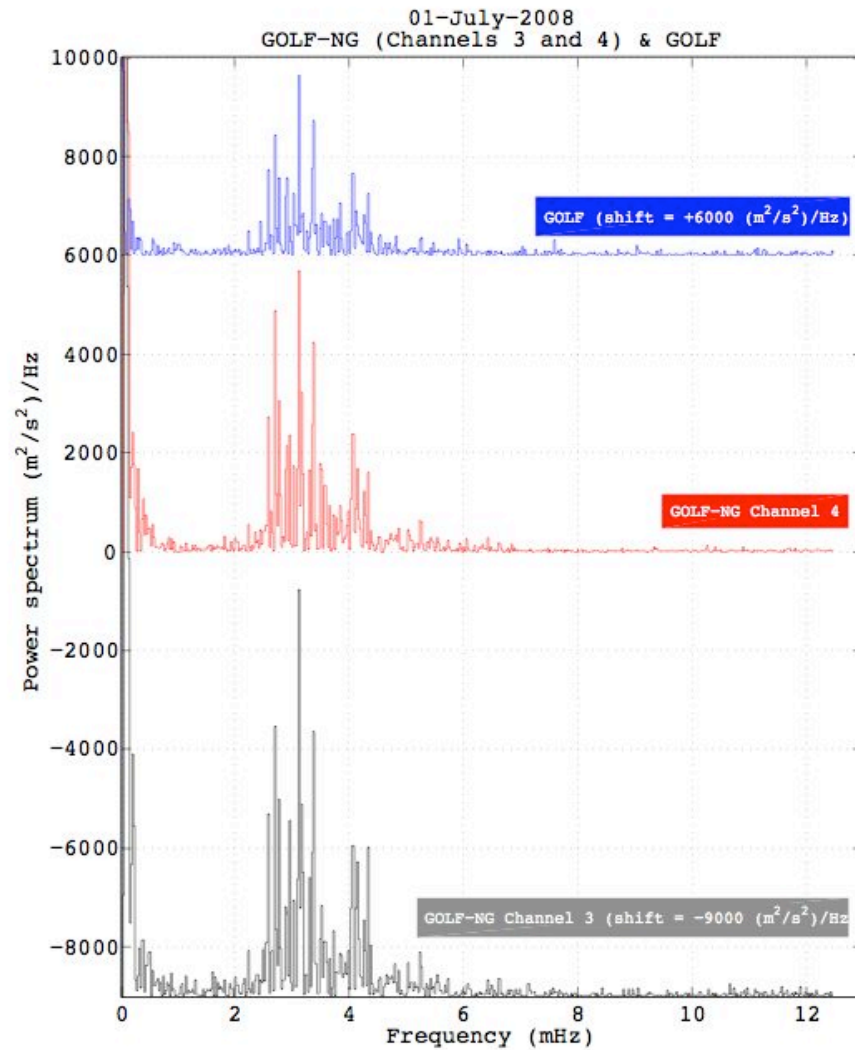 01-July-2008
GOLF-NG (Channels 3 and 4) & GOLF
10000
8000
GOLF (shift = +6000 (m²/s²)/Hz)
6000
4000
2000
GOLF-NG Channel 4
0
−2000
−4000
−6000
GOLF-NG Channel 3 (shift = -9000 (m²/s²)/Hz
−8000
Power spectrum (m²/s²)/Hz
0 2 4 6 8 10 12
Frequency (mHz)